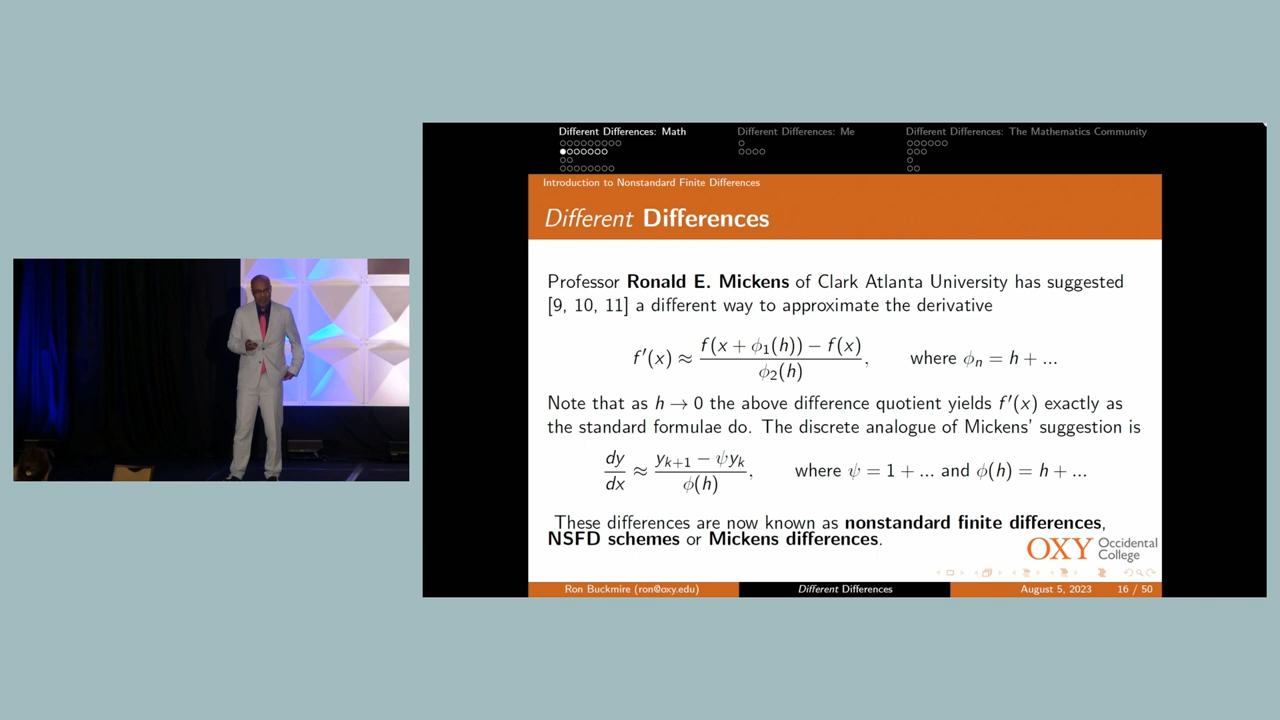 Different Differences: Math
Different Differences: Me
Different Differences: The Mathematics Community
Introduction to Nonstandard Finite Differences
Different Differences
Professor Ronald E. Mickens of Clark Atlanta University has suggested
[9, 10, 11] a different way to approximate the derivative
f′(x) ≈ (f(x + ϕ₁(h)) − f(x)) / ϕ₂(h), where ϕₙ = h + ...
Note that as h → 0 the above difference quotient yields f′(x) exactly as
the standard formulae do. The discrete analogue of Mickens' suggestion is
dy/dx ≈ (yₖ₊₁ − ψyₖ) / ϕ(h), where ψ = 1 + ... and ϕ(h) = h + ...
These differences are now known as nonstandard finite differences,
NSFD schemes or Mickens differences.
OXY Occidental
College
Ron Buckmire (ron@oxy.edu)
Different Differences
August 5, 2023
16 / 50